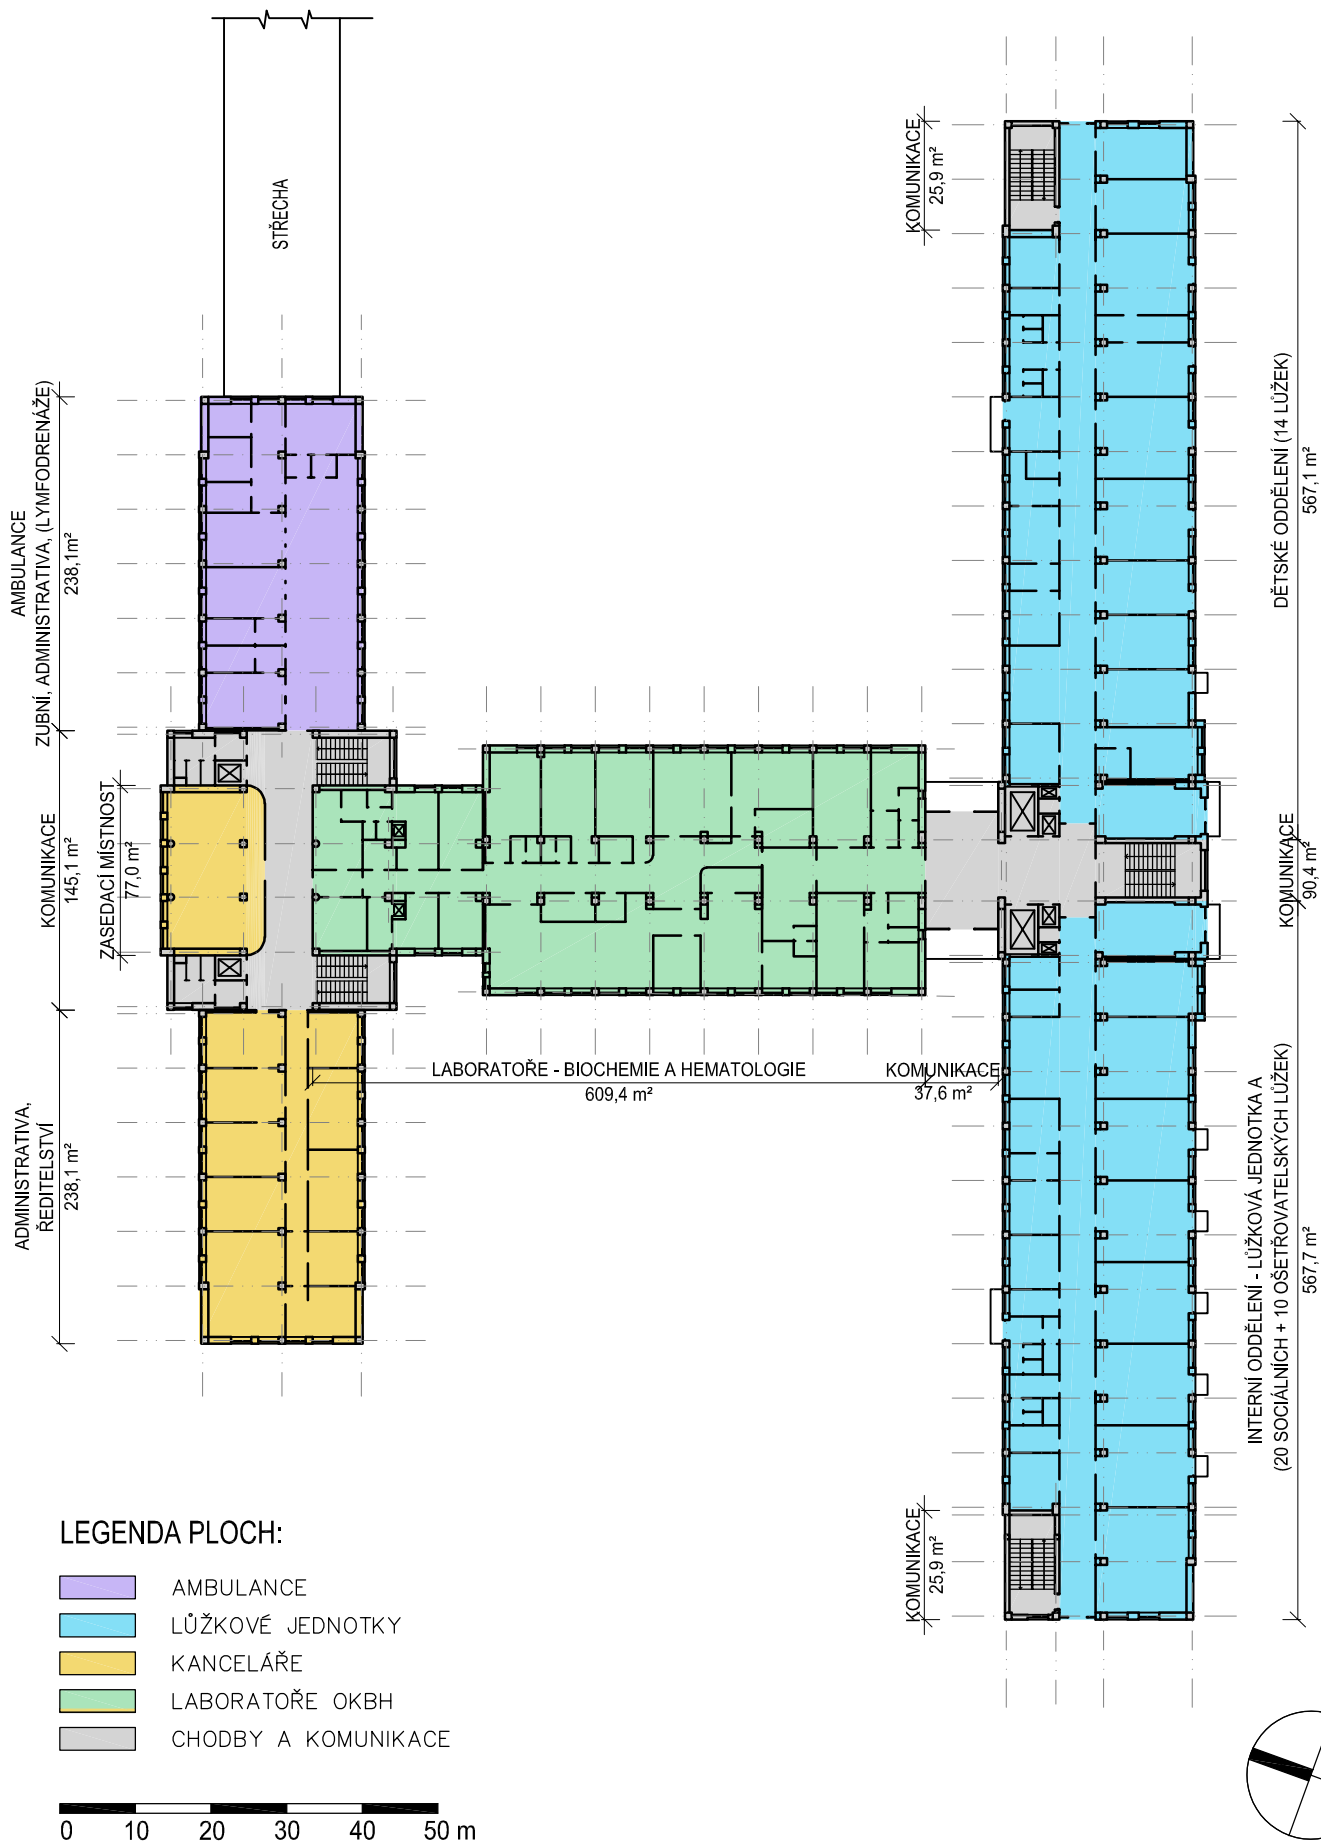 STŘECHA
KOMUNIKACE
25,9 m²
AMBULANCE
ZUBNÍ, ADMINISTRATIVA, (LYMFODRENÁŽE)
238,1m²
DĚTSKÉ ODDĚLENÍ (14 LŮŽEK)
567,1 m²
KOMUNIKACE
145,1 m²
ZASEDACÍ MÍSTNOST
77,0 m²
KOMUNIKACE
90,4 m²
LABORATOŘE - BIOCHEMIE A HEMATOLOGIE
609,4 m²
KOMUNIKACE
37,6 m²
ADMINISTRATIVA,
ŘEDITELSTVÍ
238,1 m²
INTERNÍ ODDĚLENÍ - LŮŽKOVÁ JEDNOTKA A
(20 SOCIÁLNÍCH + 10 OŠETŘOVATELSKÝCH LŮŽEK)
567,7 m²
KOMUNIKACE
25,9 m²
LEGENDA PLOCH:
AMBULANCE
LŮŽKOVÉ JEDNOTKY
KANCELÁŘE
LABORATOŘE OKBH
CHODBY A KOMUNIKACE
0 10 20 30 40 50 m